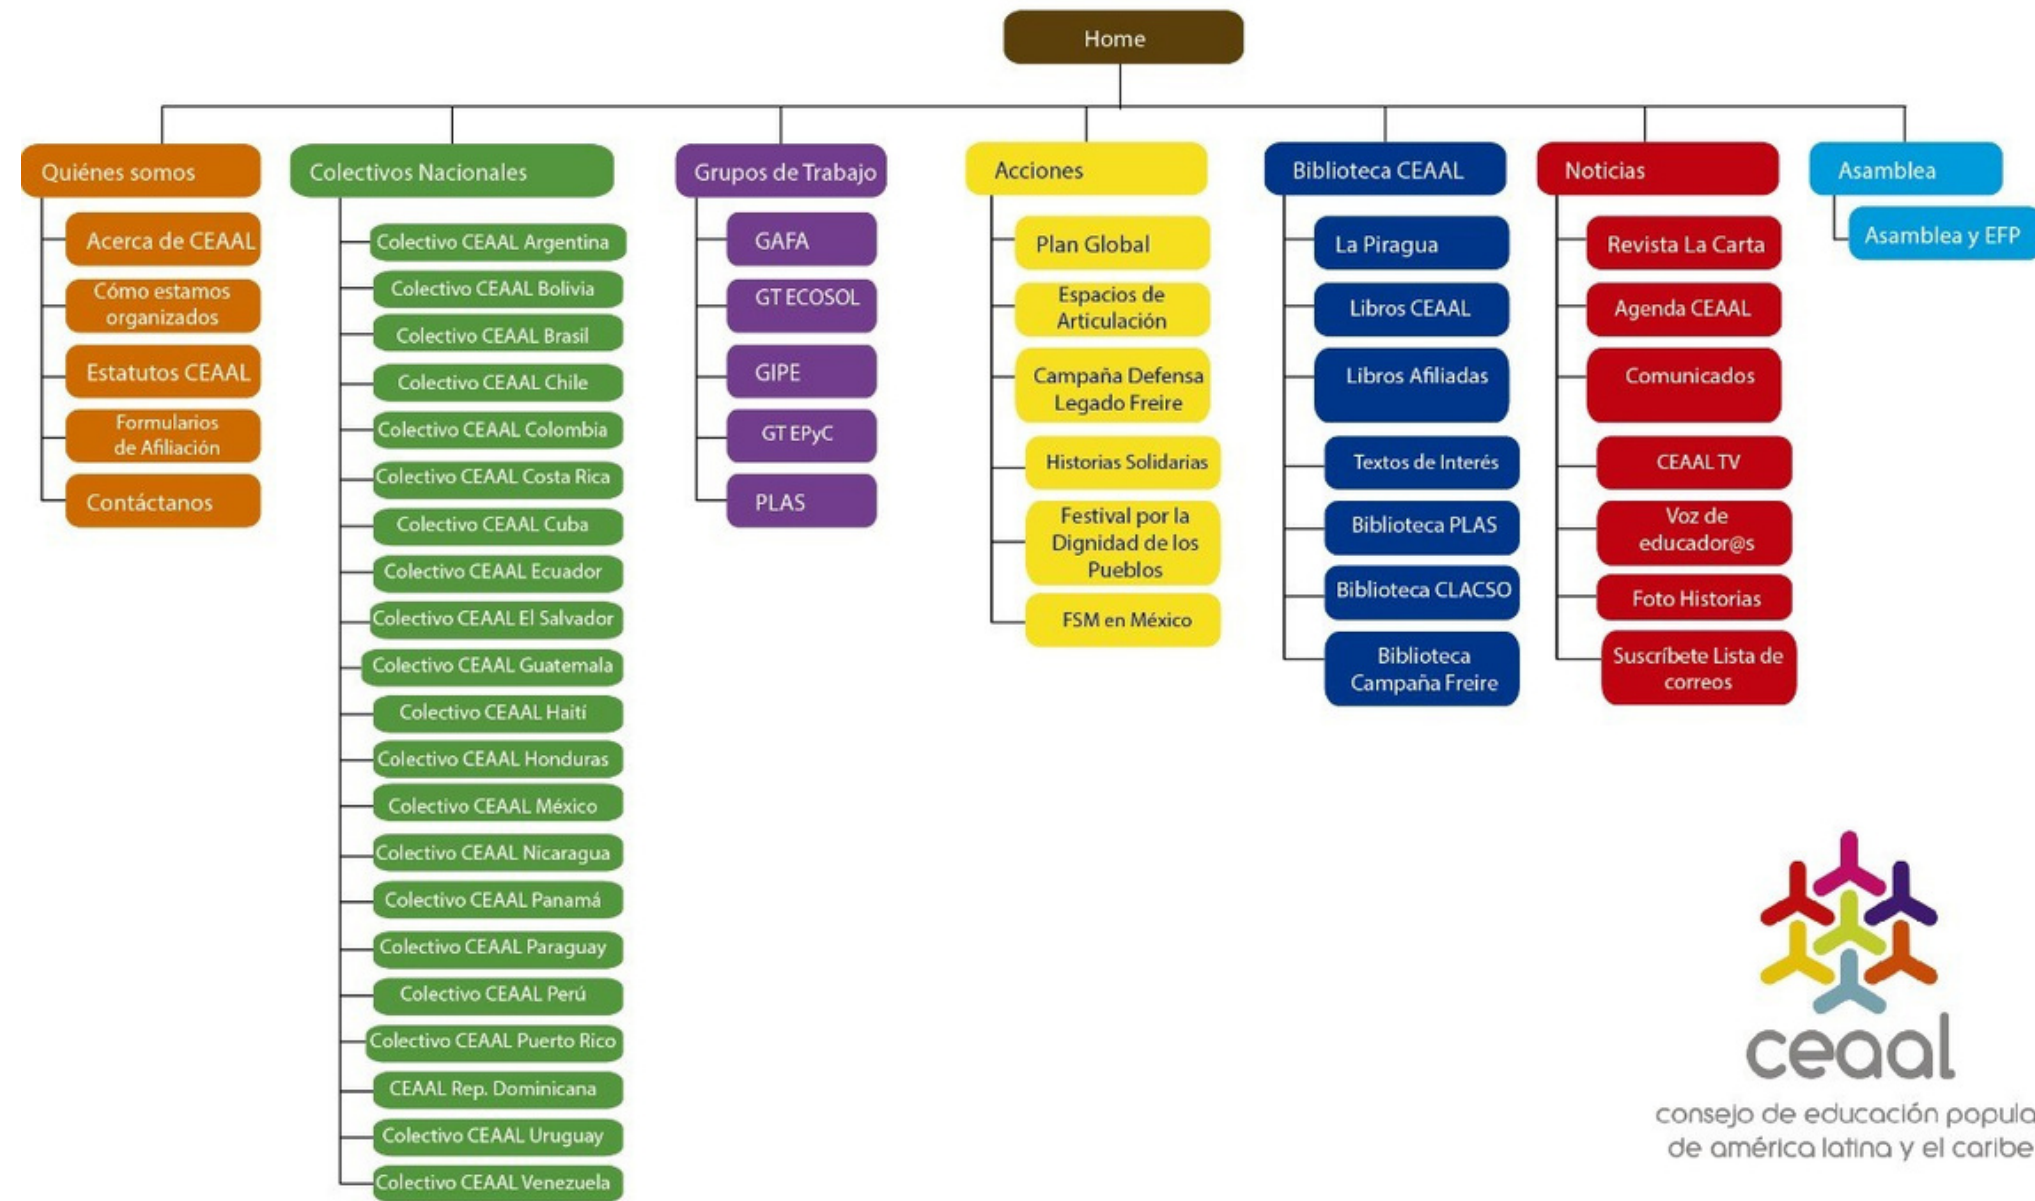 Home
Quiénes somos
Acerca de CEAAL
Cómo estamos
organizados
Estatutos CEAAL
Formularios
de Afiliación
Contáctanos
Colectivos Nacionales
Colectivo CEAAL Argentina
Colectivo CEAAL Bolivia
Colectivo CEAAL Brasil
Colectivo CEAAL Chile
Colectivo CEAAL Colombia
Colectivo CEAAL Costa Rica
Colectivo CEAAL Cuba
Colectivo CEAAL Ecuador
Colectivo CEAAL El Salvador
Colectivo CEAAL Guatemala
Colectivo CEAAL Haití
Colectivo CEAAL Honduras
Colectivo CEAAL México
Colectivo CEAAL Nicaragua
Colectivo CEAAL Panamá
Colectivo CEAAL Paraguay
Colectivo CEAAL Perú
Colectivo CEAAL Puerto Rico
CEAAL Rep. Dominicana
Colectivo CEAAL Uruguay
Colectivo CEAAL Venezuela
Grupos de Trabajo
GAFA
GT ECOSOL
GIPE
GT EPyC
PLAS
Acciones
Plan Global
Espacios de
Articulación
Campaña Defensa
Legado Freire
Historias Solidarias
Festival por la
Dignidad de los
Pueblos
FSM en México
Biblioteca CEAAL
La Piragua
Libros CEAAL
Libros Afiliadas
Textos de Interés
Biblioteca PLAS
Biblioteca CLACSO
Biblioteca
Campaña Freire
Noticias
Revista La Carta
Agenda CEAAL
Comunicados
CEAAL TV
Voz de
educador@s
Foto Historias
Suscríbete Lista de
correos
Asamblea
Asamblea y EFP
ceaal
consejo de educación popula
de américa latina y el caribe